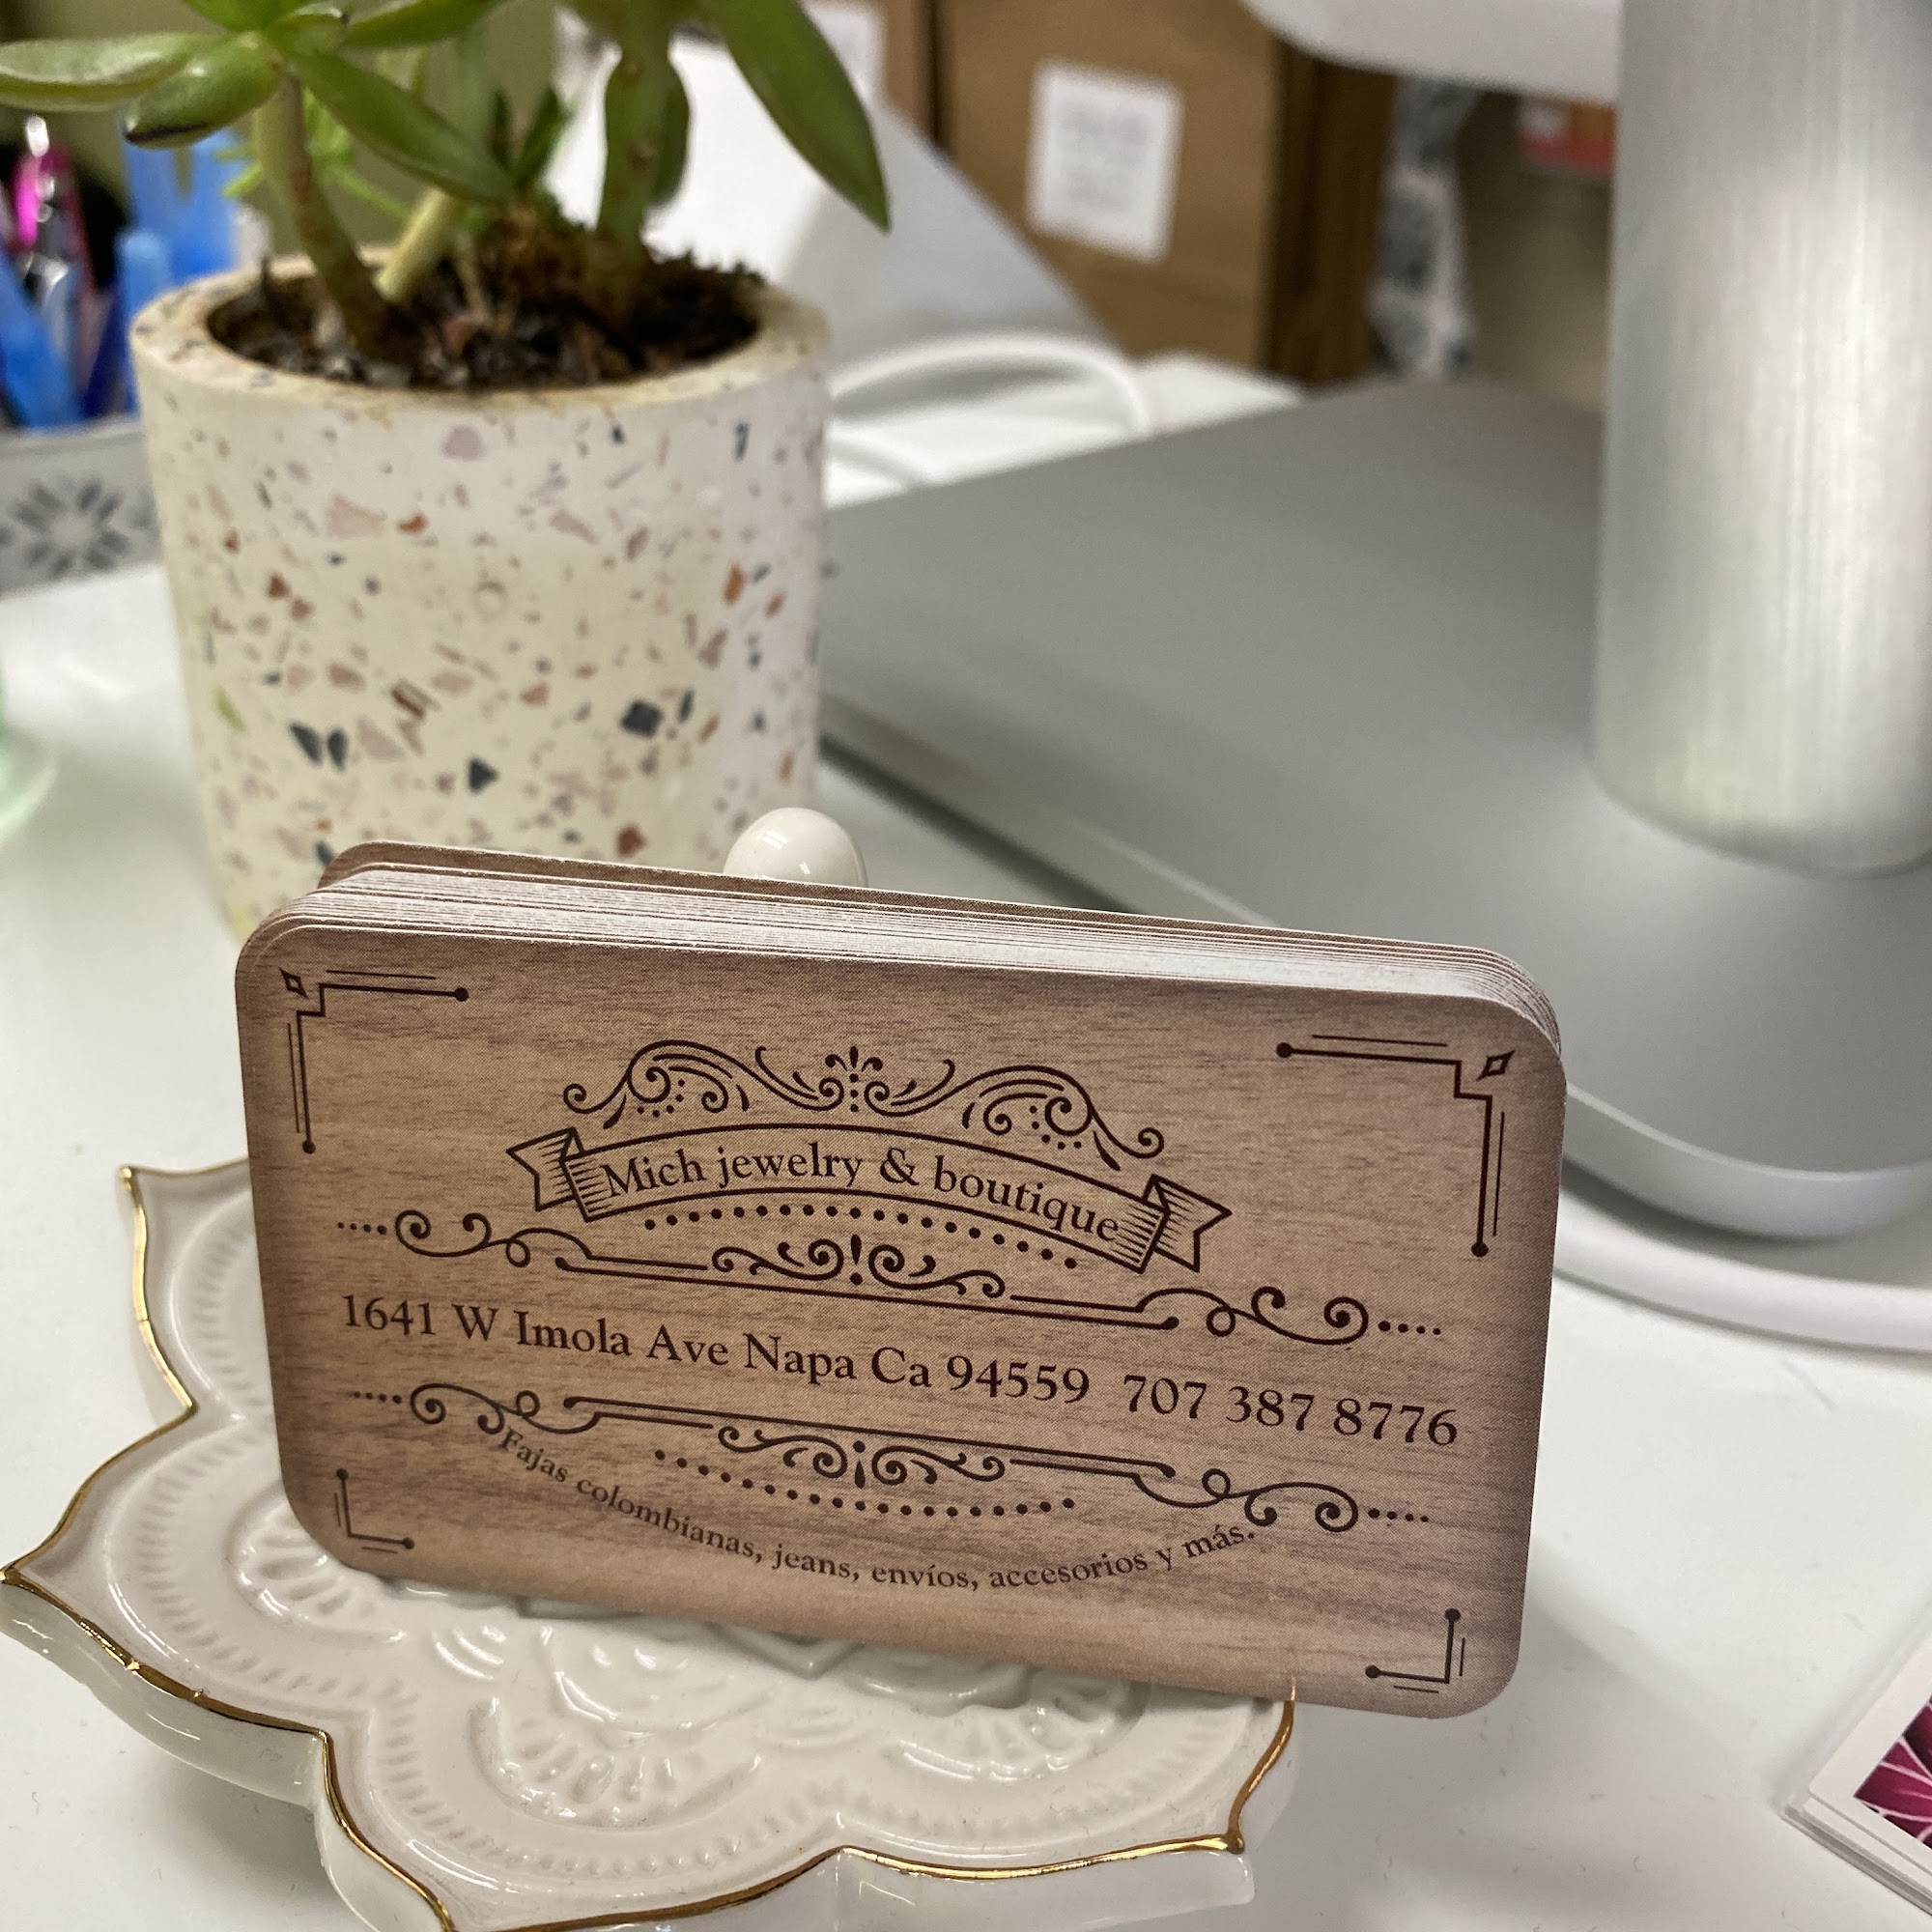 Mich jewelry & boutique
1641 W Imola Ave Napa Ca 94559 707 387 8776
Fajas colombianas, jeans, envíos, accesorios y más.